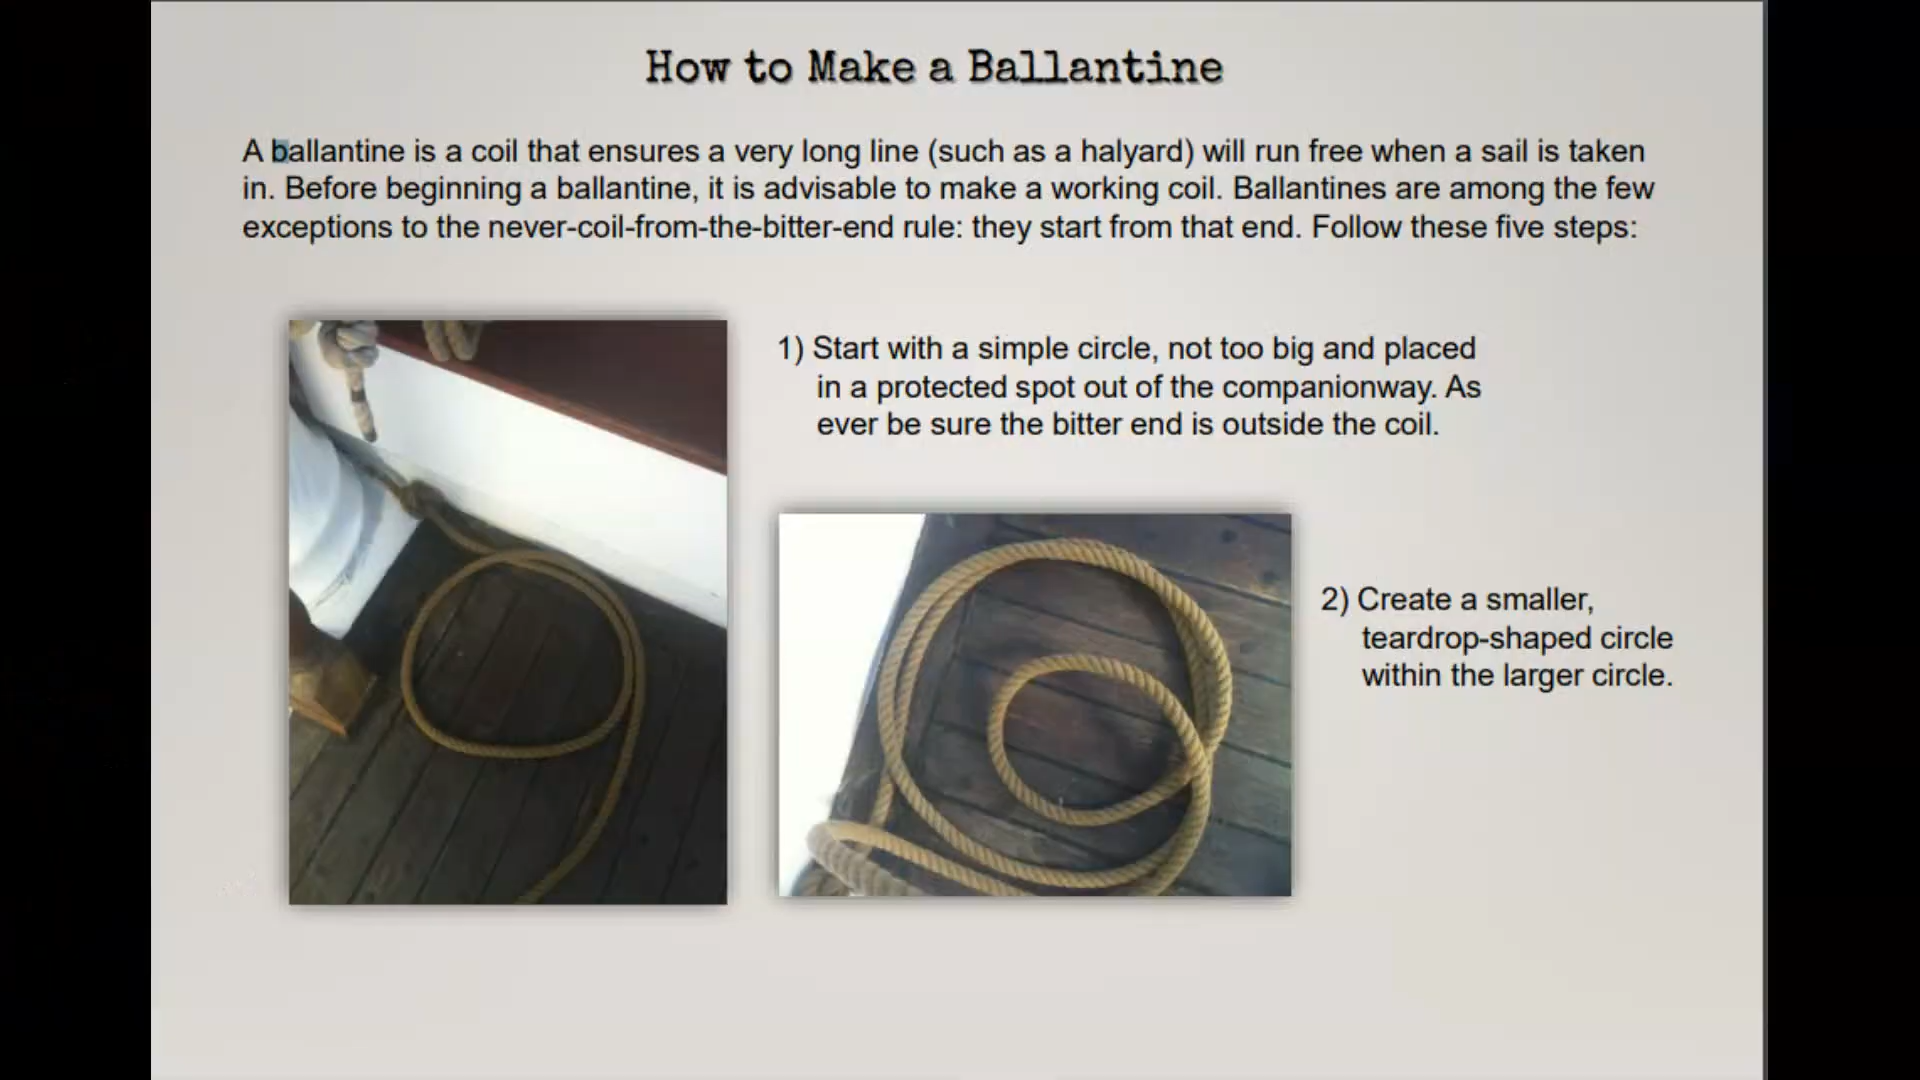 How to Make a Ballantine
A ballantine is a coil that ensures a very long line (such as a halyard) will run free when a sail is taken
in. Before beginning a ballantine, it is advisable to make a working coil. Ballantines are among the few
exceptions to the never-coil-from-the-bitter-end rule: they start from that end. Follow these five steps:
1) Start with a simple circle, not too big and placed
in a protected spot out of the companionway. As
ever be sure the bitter end is outside the coil.
2) Create a smaller,
teardrop-shaped circle
within the larger circle.